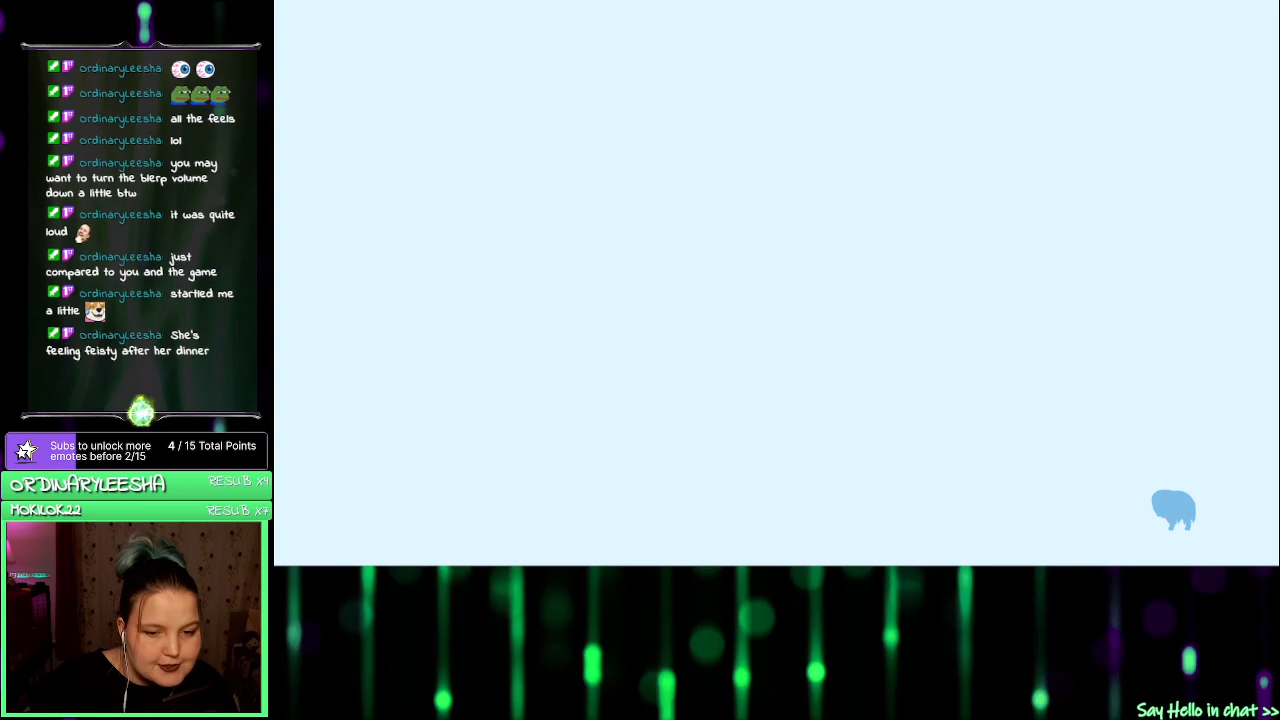 ordinaryleesha:
ordinaryleesha:
ordinaryleesha: all the feels
ordinaryleesha: lol
ordinaryleesha: you may
want to turn the blerp volume
down a little btw
ordinaryleesha: it was quite
loud
ordinaryleesha: just
compared to you and the game
ordinaryleesha: startled me
a little
ordinaryleesha: She's
feeling feisty after her dinner
Subs to unlock more
emotes before 2/15
4 / 15 Total Points
ORDINARYLEESHA RESUB X9
MOKILOK22 RESUB X7
Say Hello in chat >>